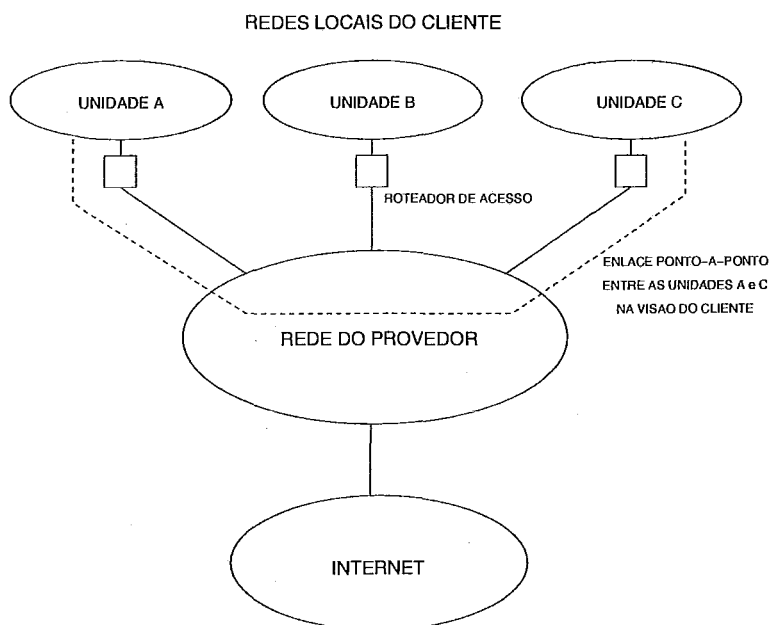 REDES LOCAIS DO CLIENTE
UNIDADE A
UNIDADE B
UNIDADE C
ROTEADOR DE ACESSO
ENLACE PONTO-A-PONTO
ENTRE AS UNIDADES A e C
NA VISAO DO CLIENTE
REDE DO PROVEDOR
INTERNET